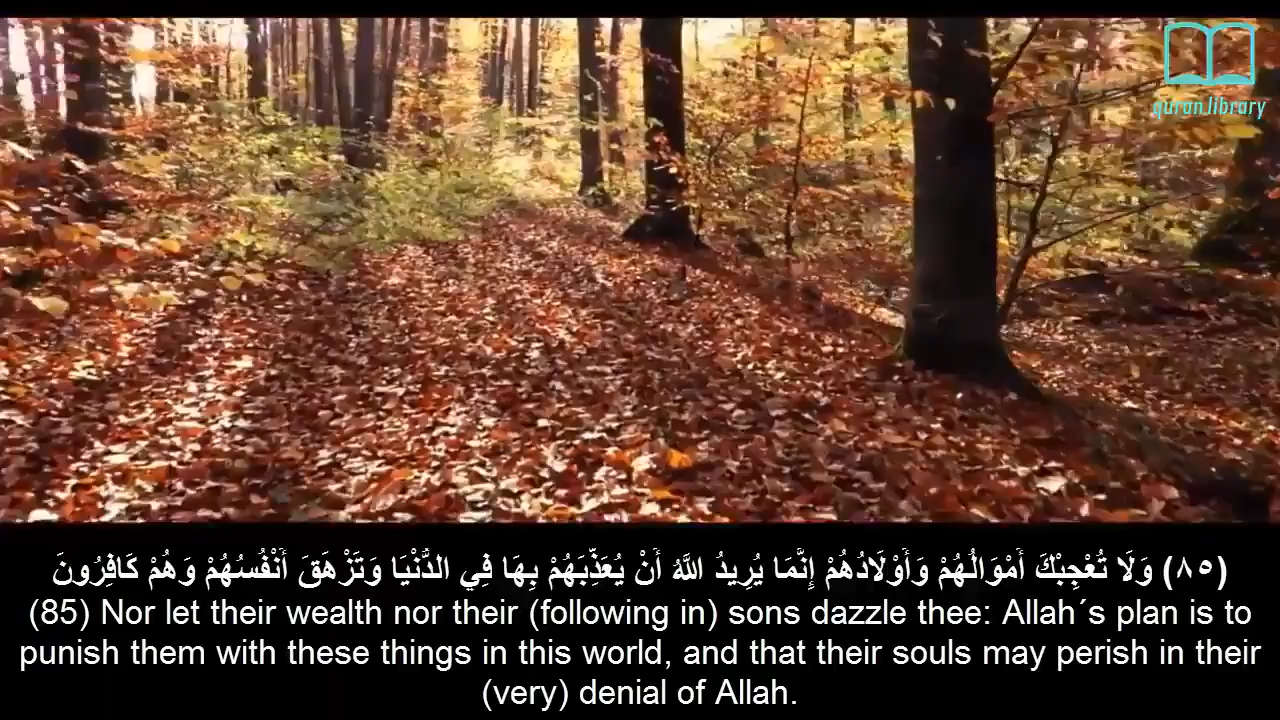 quran.library
(٨٥) وَلَا تُعْجِبْكَ أَمْوَالُهُمْ وَأَوْلَادُهُمْ إِنَّمَا يُرِيدُ اللَّهُ أَنْ يُعَذِّبَهُمْ بِهَا فِي الدُّنْيَا وَتَزْهَقَ أَنْفُسُهُمْ وَهُمْ كَافِرُونَ
(85) Nor let their wealth nor their (following in) sons dazzle thee: Allah´s plan is to
punish them with these things in this world, and that their souls may perish in their
(very) denial of Allah.